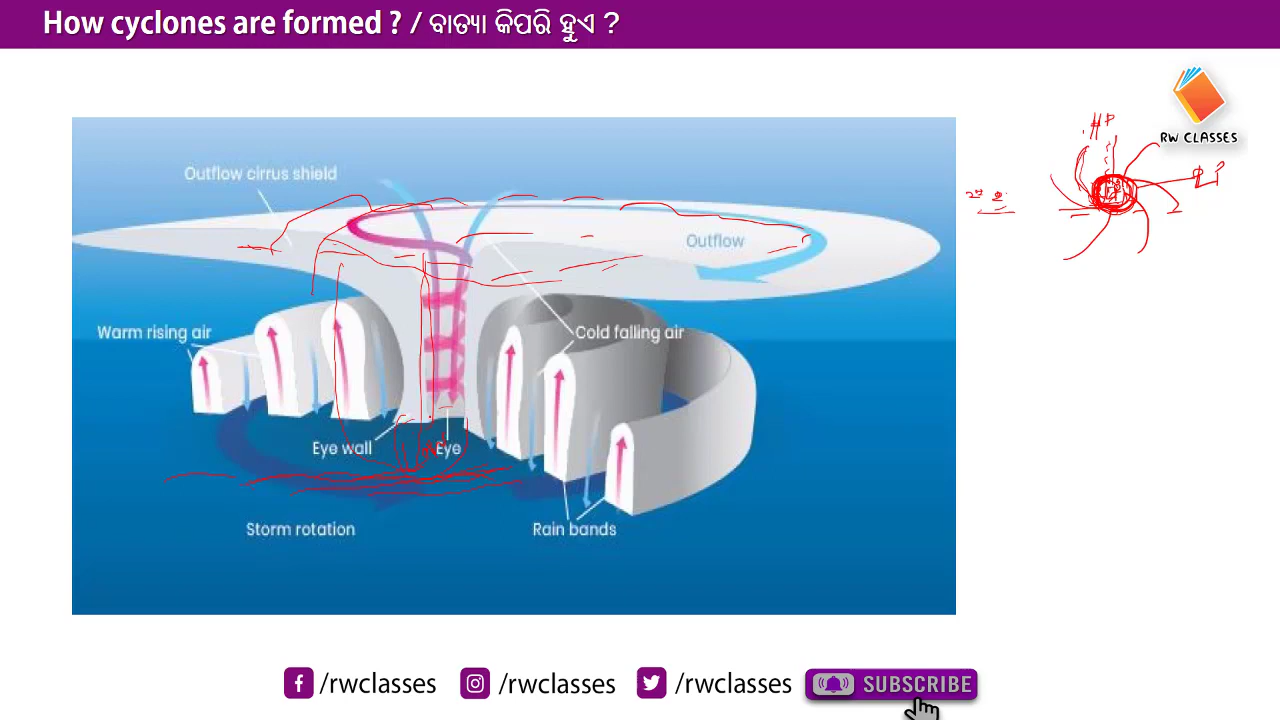 How cyclones are formed ? / ବାତ୍ୟା କିପରି ହୁଏ ?
RW CLASSES
HP
Outflow cirrus shield
Outflow
Warm rising air
Cold falling air
Eye wall
Eye
Storm rotation
Rain bands
/rwclasses
/rwclasses
/rwclasses
SUBSCRIBE